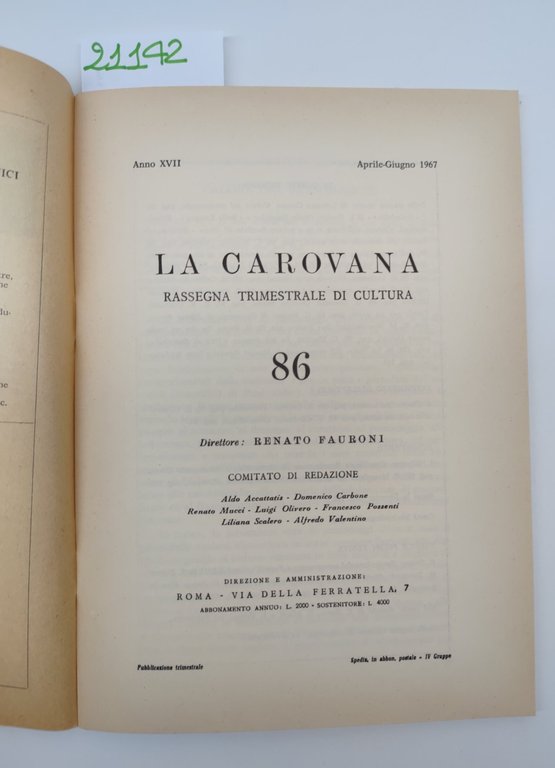 21142
Anno XVII Aprile-Giugno 1967
LA CAROVANA
RASSEGNA TRIMESTRALE DI CULTURA
86
Direttore: RENATO FAURONI
COMITATO DI REDAZIONE
Aldo Accattatis - Domenico Carbone
Renato Mucci - Luigi Olivero - Francesco Possenti
Liliana Scalero - Alfredo Valentino
DIREZIONE E AMMINISTRAZIONE:
ROMA - VIA DELLA FERRATELLA, 7
ABBONAMENTO ANNUO: L. 2000 - SOSTENITORE: L. 4000
Pubblicazione trimestrale Spediz. in abbon. postale - IV Gruppo